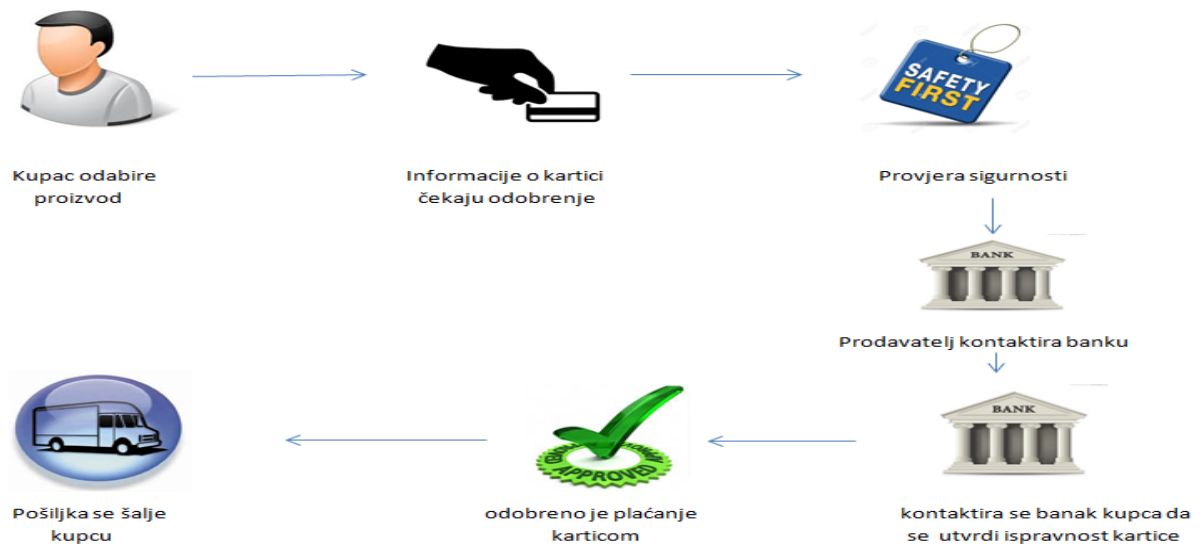 SAFETY
FIRST
Kupac odabire
proizvod
Informacije o kartici
čekaju odobrenje
Provjera sigurnosti
BANK
Prodavatelj kontaktira banku
BANK
APPROVED
Pošiljka se šalje
kupcu
odobreno je plaćanje
karticom
kontaktira se banak kupca da
se utvrdi ispravnost kartice